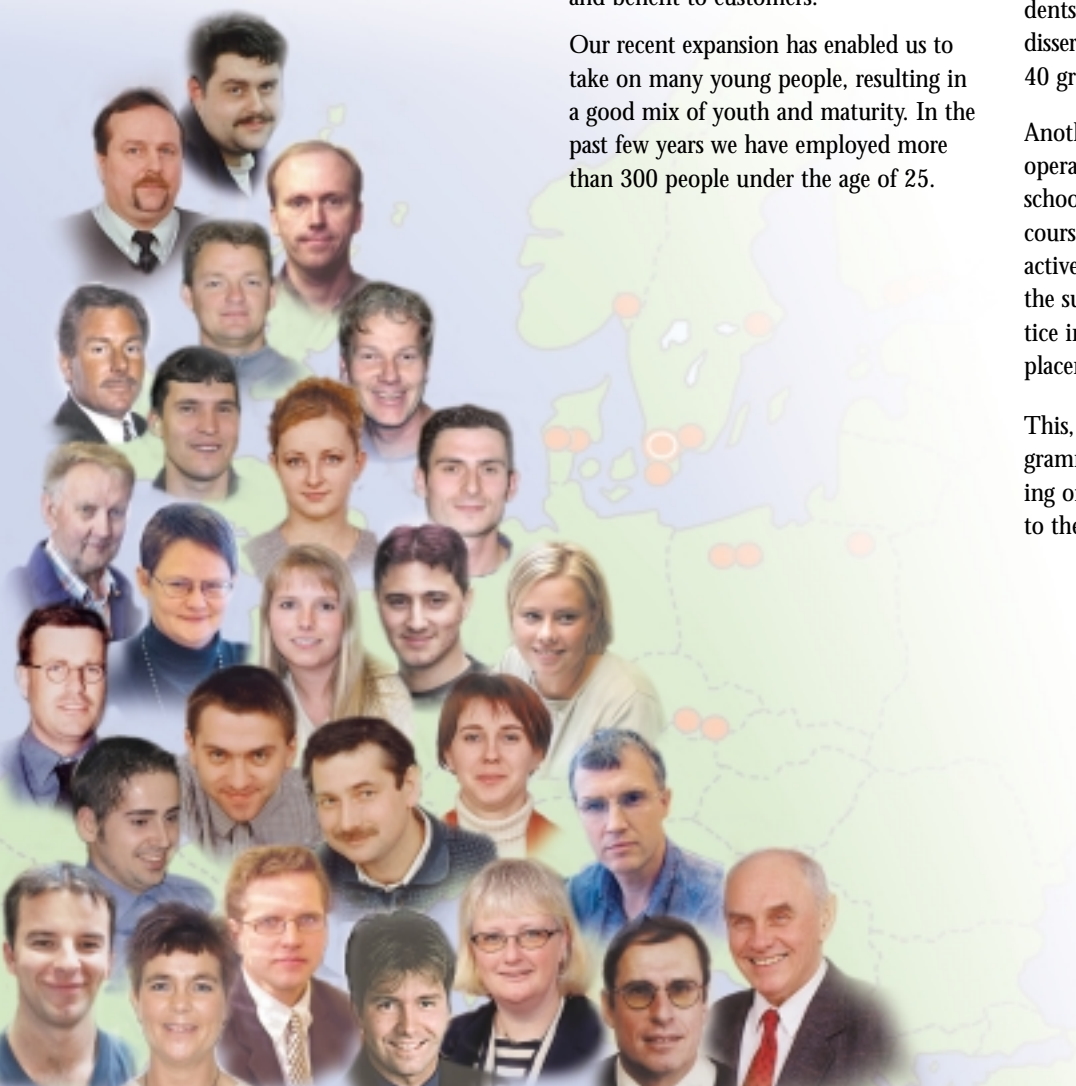 and benefit to customers.
Our recent expansion has enabled us to
take on many young people, resulting in
a good mix of youth and maturity. In the
past few years we have employed more
than 300 people under the age of 25.
dents
disser
40 gr
Anoth
opera
schoo
cours
active
the su
tice in
placer
This,
gramm
ing o
to the